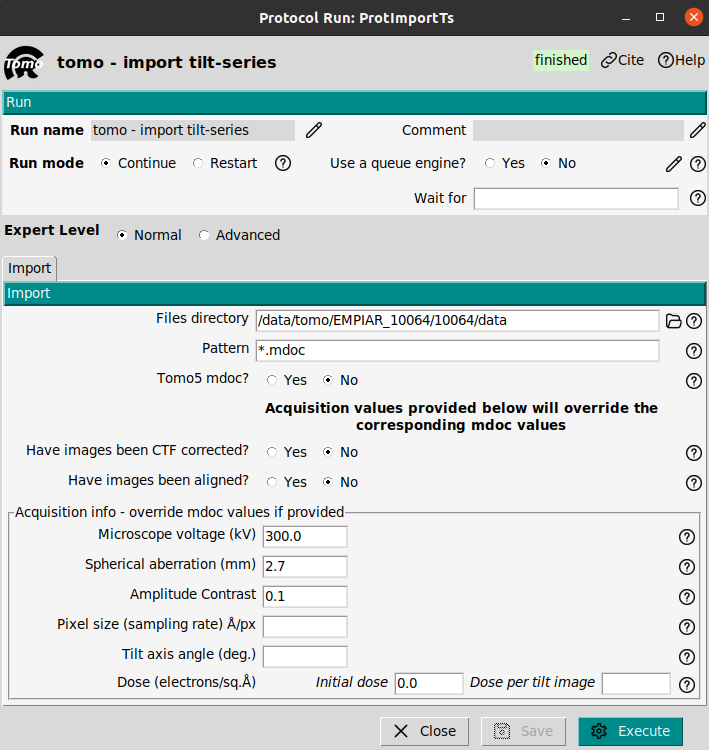 Protocol Run: ProtImportTs
Tomo tomo - import tilt-series finished Cite Help
Run
Run name tomo - import tilt-series Comment
Run mode Continue Restart Use a queue engine? Yes No
Wait for
Expert Level Normal Advanced
Import
Import
Files directory /data/tomo/EMPIAR_10064/10064/data
Pattern *.mdoc
Tomo5 mdoc? Yes No
Acquisition values provided below will override the
corresponding mdoc values
Have images been CTF corrected? Yes No
Have images been aligned? Yes No
Acquisition info - override mdoc values if provided
Microscope voltage (kV) 300.0
Spherical aberration (mm) 2.7
Amplitude Contrast 0.1
Pixel size (sampling rate) Å/px
Tilt axis angle (deg.)
Dose (electrons/sq.Å) Initial dose 0.0 Dose per tilt image
Close Save Execute